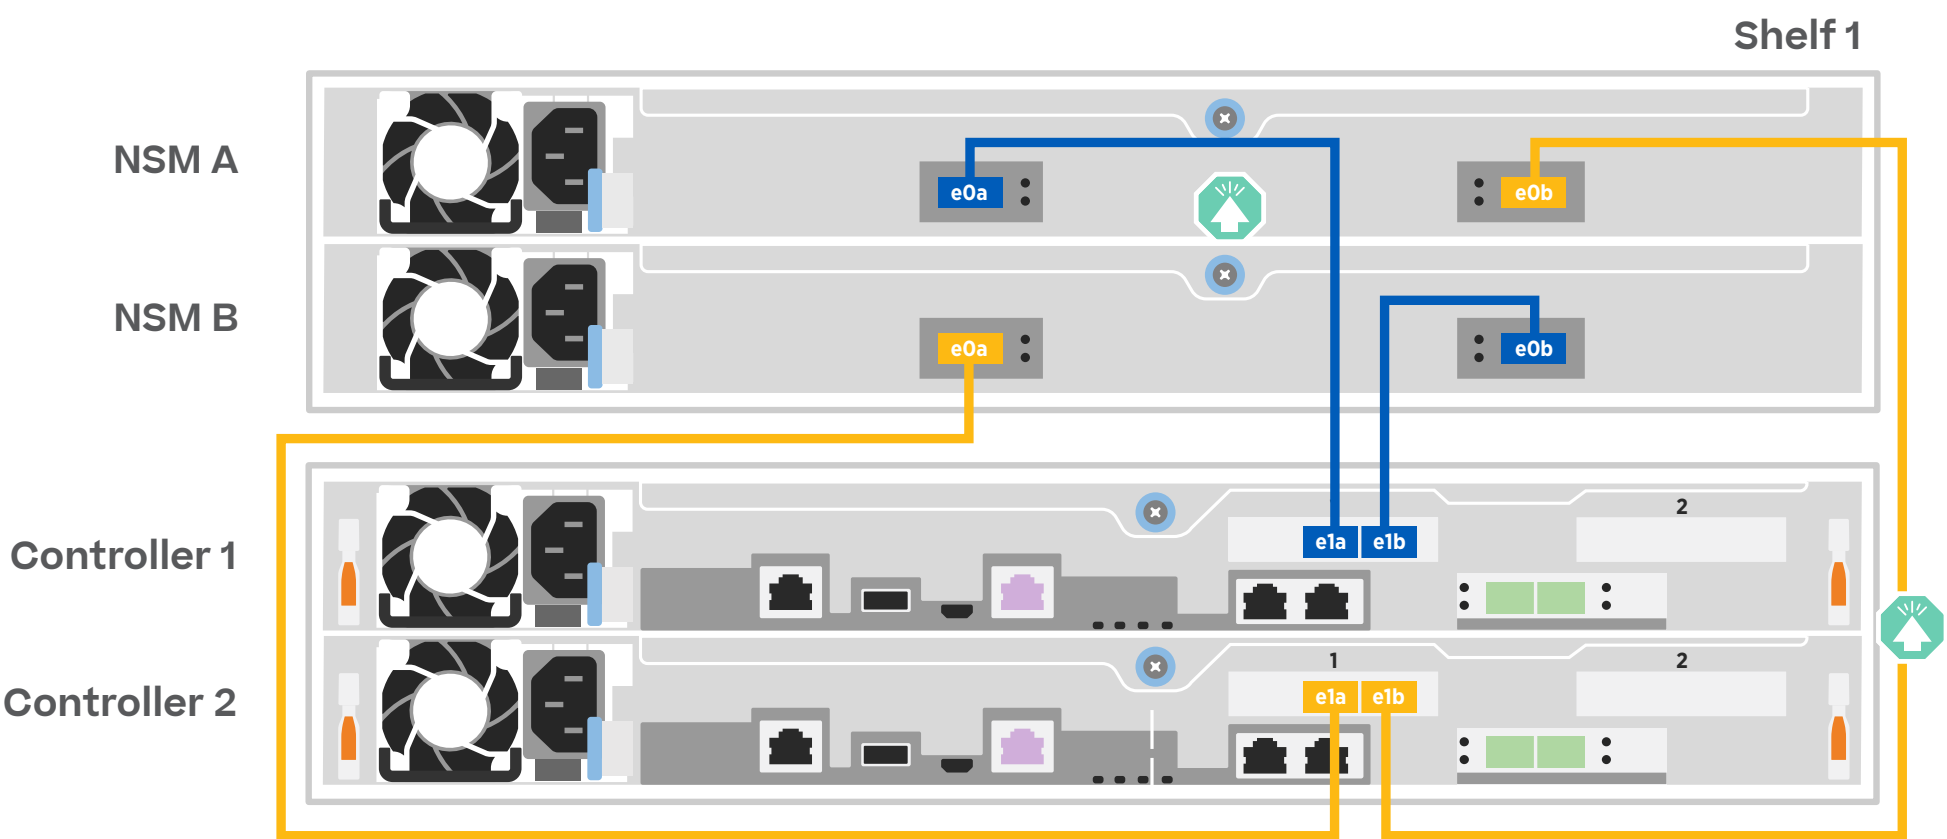 Shelf 1
NSM A
e0a
e0b
NSM B
e0a
e0b
Controller 1
2
e1a e1b
Controller 2
1
2
e1a e1b